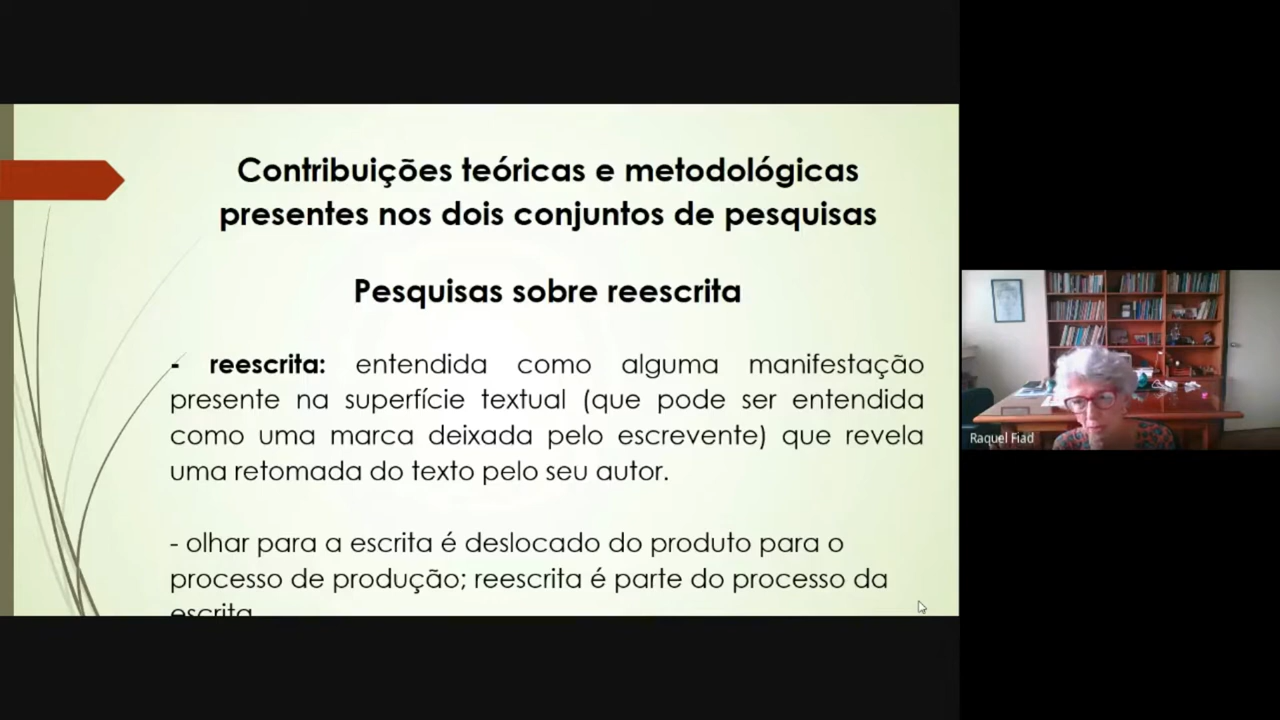 Contribuições teóricas e metodológicas
presentes nos dois conjuntos de pesquisas
Pesquisas sobre reescrita
- reescrita: entendida como alguma manifestação
presente na superfície textual (que pode ser entendida
como uma marca deixada pelo escrevente) que revela
uma retomada do texto pelo seu autor.
- olhar para a escrita é deslocado do produto para o
processo de produção; reescrita é parte do processo da
escrita
Raquel Fiad